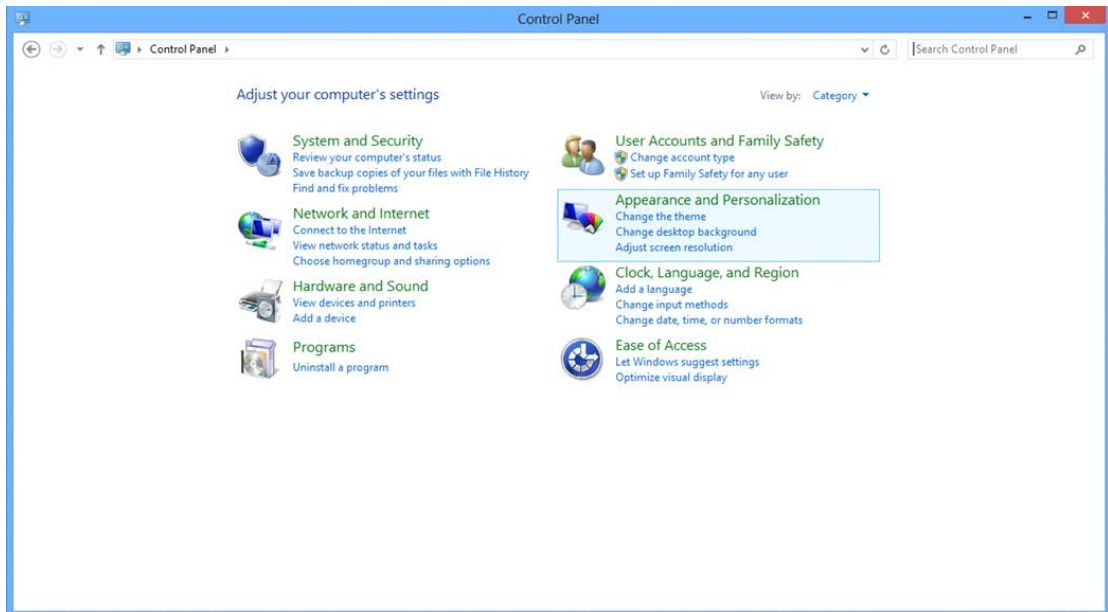 Control Panel
Control Panel
Search Control Panel
Adjust your computer's settings
View by: Category
System and Security
Review your computer's status
Save backup copies of your files with File History
Find and fix problems
Network and Internet
Connect to the Internet
View network status and tasks
Choose homegroup and sharing options
Hardware and Sound
View devices and printers
Add a device
Programs
Uninstall a program
User Accounts and Family Safety
Change account type
Set up Family Safety for any user
Appearance and Personalization
Change the theme
Change desktop background
Adjust screen resolution
Clock, Language, and Region
Add a language
Change input methods
Change date, time, or number formats
Ease of Access
Let Windows suggest settings
Optimize visual display